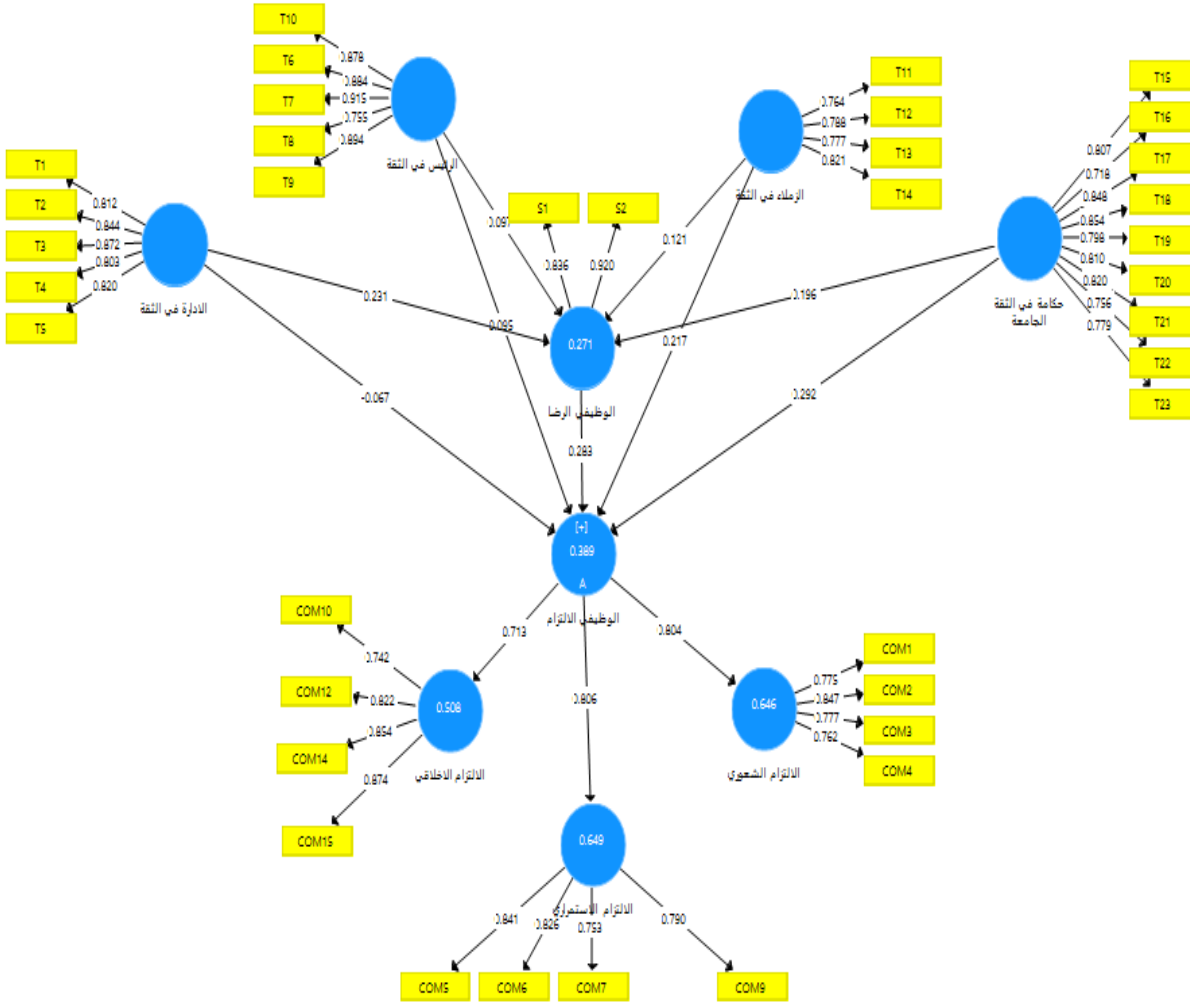 T10
T6
T7
T8
T9
0.878
0.884
0.915
0.755
0.894
الرئيس في الثقة
T11
T12
T13
T14
0.764
0.788
0.777
0.821
الزملاء في الثقة
T15
T16
T17
T18
T19
T20
T21
T22
T23
0.807
0.718
0.848
0.854
0.798
0.810
0.820
0.756
0.779
حكامة في الثقة
الجامعة
T1
T2
T3
T4
T5
0.812
0.844
0.872
0.803
0.820
الادارة في الثقة
S1
S2
0.836
0.920
0.097
0.121
0.231
0.196
0.271
الوظيفي الرضا
0.095
0.217
-0.067
0.292
0.283
[+]
0.389
A
الوظيفي الالتزام
0.713
0.806
0.804
COM10
COM12
COM14
COM15
0.742
0.822
0.854
0.874
0.508
الالتزام الاخلاقي
COM1
COM2
COM3
COM4
0.775
0.847
0.777
0.762
0.646
الالتزام الشعوري
0.649
الالتزام الاستمراري
0.841
0.826
0.753
0.790
COM5
COM6
COM7
COM9